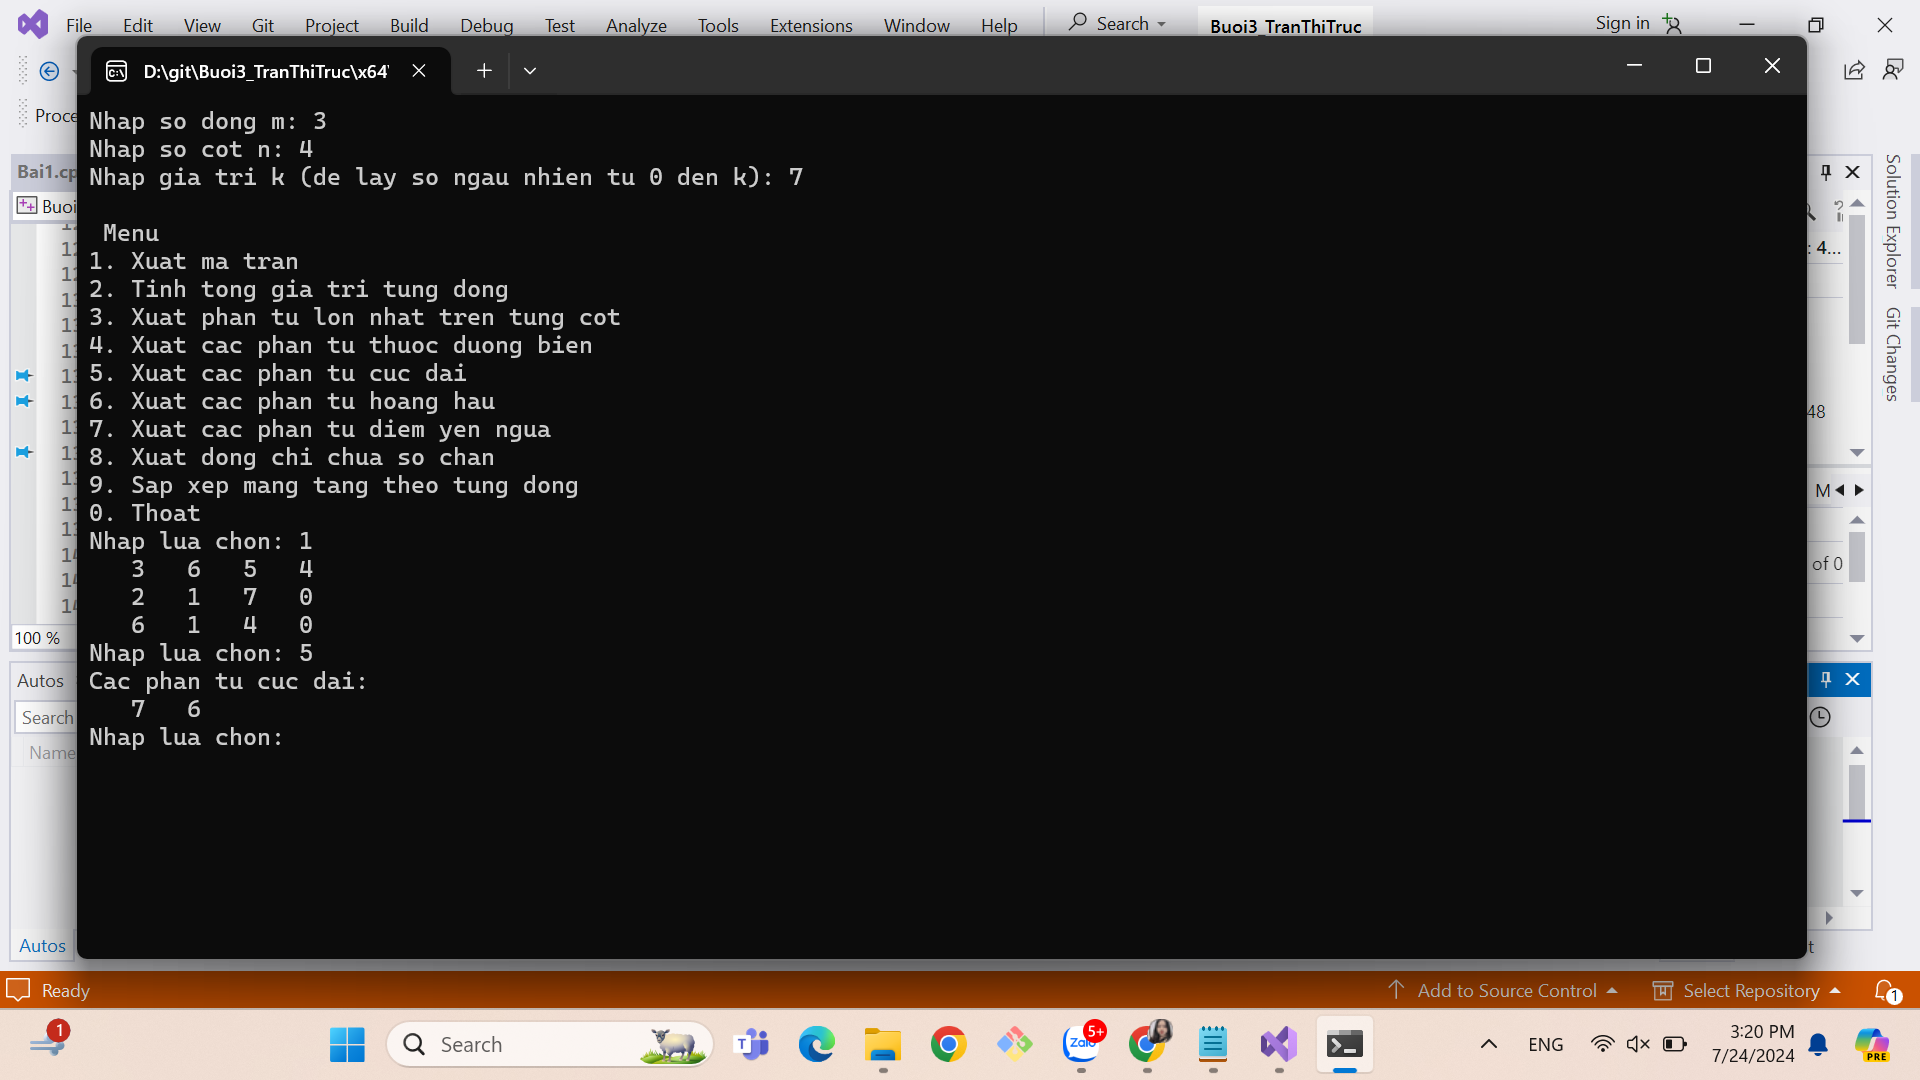 File Edit View Git Project Build Debug Test Analyze Tools Extensions Window Help Search Buoi3_TranThiTruc Sign in
D:\git\Buoi3_TranThiTruc\x64\
Nhap so dong m: 3
Nhap so cot n: 4
Nhap gia tri k (de lay so ngau nhien tu 0 den k): 7
Menu
1. Xuat ma tran
2. Tinh tong gia tri tung dong
3. Xuat phan tu lon nhat tren tung cot
4. Xuat cac phan tu thuoc duong bien
5. Xuat cac phan tu cuc dai
6. Xuat cac phan tu hoang hau
7. Xuat cac phan tu diem yen ngua
8. Xuat dong chi chua so chan
9. Sap xep mang tang theo tung dong
0. Thoat
Nhap lua chon: 1
3 6 5 4
2 1 7 0
6 1 4 0
Nhap lua chon: 5
Cac phan tu cuc dai:
7 6
Nhap lua chon:
Proce
Bai1.cp
Buoi
100 %
Autos
Search
Name
Autos
: 4...
48
M
of 0
Solution Explorer
Git Changes
Ready
Add to Source Control
Select Repository
1
1
Search
Zalo
5+
PRE
ENG
3:20 PM
7/24/2024